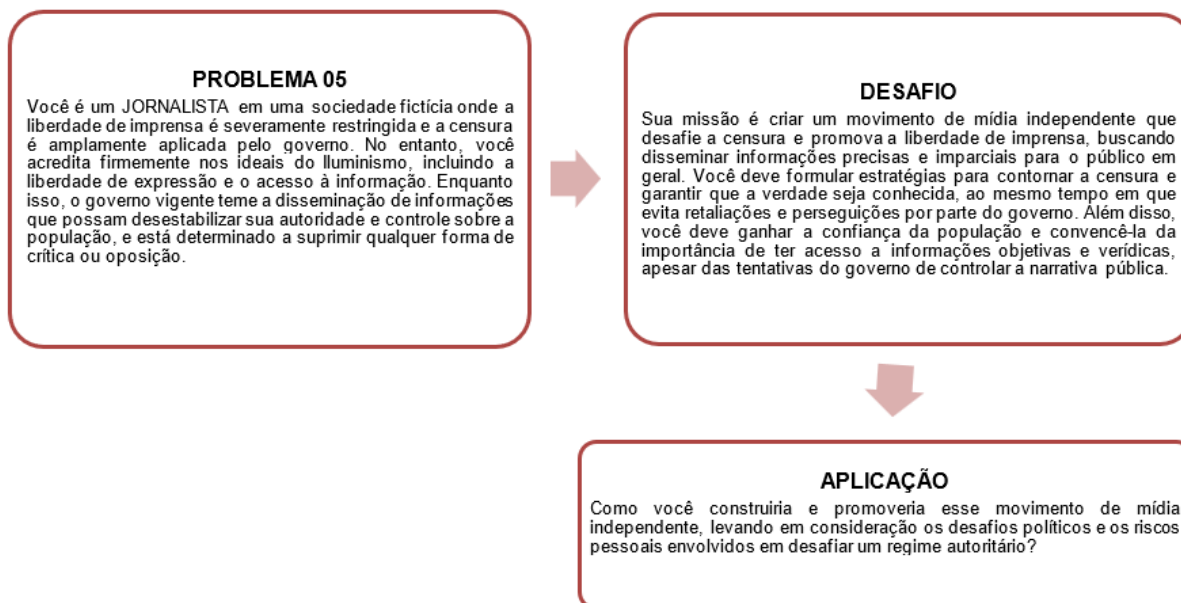 PROBLEMA 05
Você é um JORNALISTA em uma sociedade fictícia onde a
liberdade de imprensa é severamente restringida e a censura
é amplamente aplicada pelo governo. No entanto, você
acredita firmemente nos ideais do Iluminismo, incluindo a
liberdade de expressão e o acesso à informação. Enquanto
isso, o governo vigente teme a disseminação de informações
que possam desestabilizar sua autoridade e controle sobre a
população, e está determinado a suprimir qualquer forma de
crítica ou oposição.
DESAFIO
Sua missão é criar um movimento de mídia independente que
desafie a censura e promova a liberdade de imprensa, buscando
disseminar informações precisas e imparciais para o público em
geral. Você deve formular estratégias para contornar a censura e
garantir que a verdade seja conhecida, ao mesmo tempo em que
evita retaliações e perseguições por parte do governo. Além disso,
você deve ganhar a confiança da população e convencê-la da
importância de ter acesso a informações objetivas e verídicas,
apesar das tentativas do governo de controlar a narrativa pública.
APLICAÇÃO
Como você construiria e promoveria esse movimento de mídia
independente, levando em consideração os desafios políticos e os riscos
pessoais envolvidos em desafiar um regime autoritário?